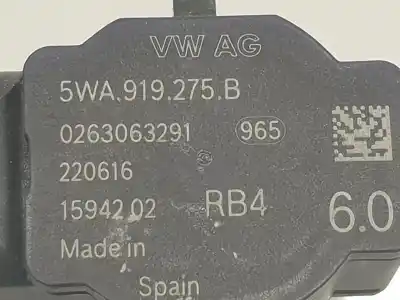 VW AG
5WA.919.275.B
0263063291 965
220616
15942.02 RB4 6.0
Made in
Spain